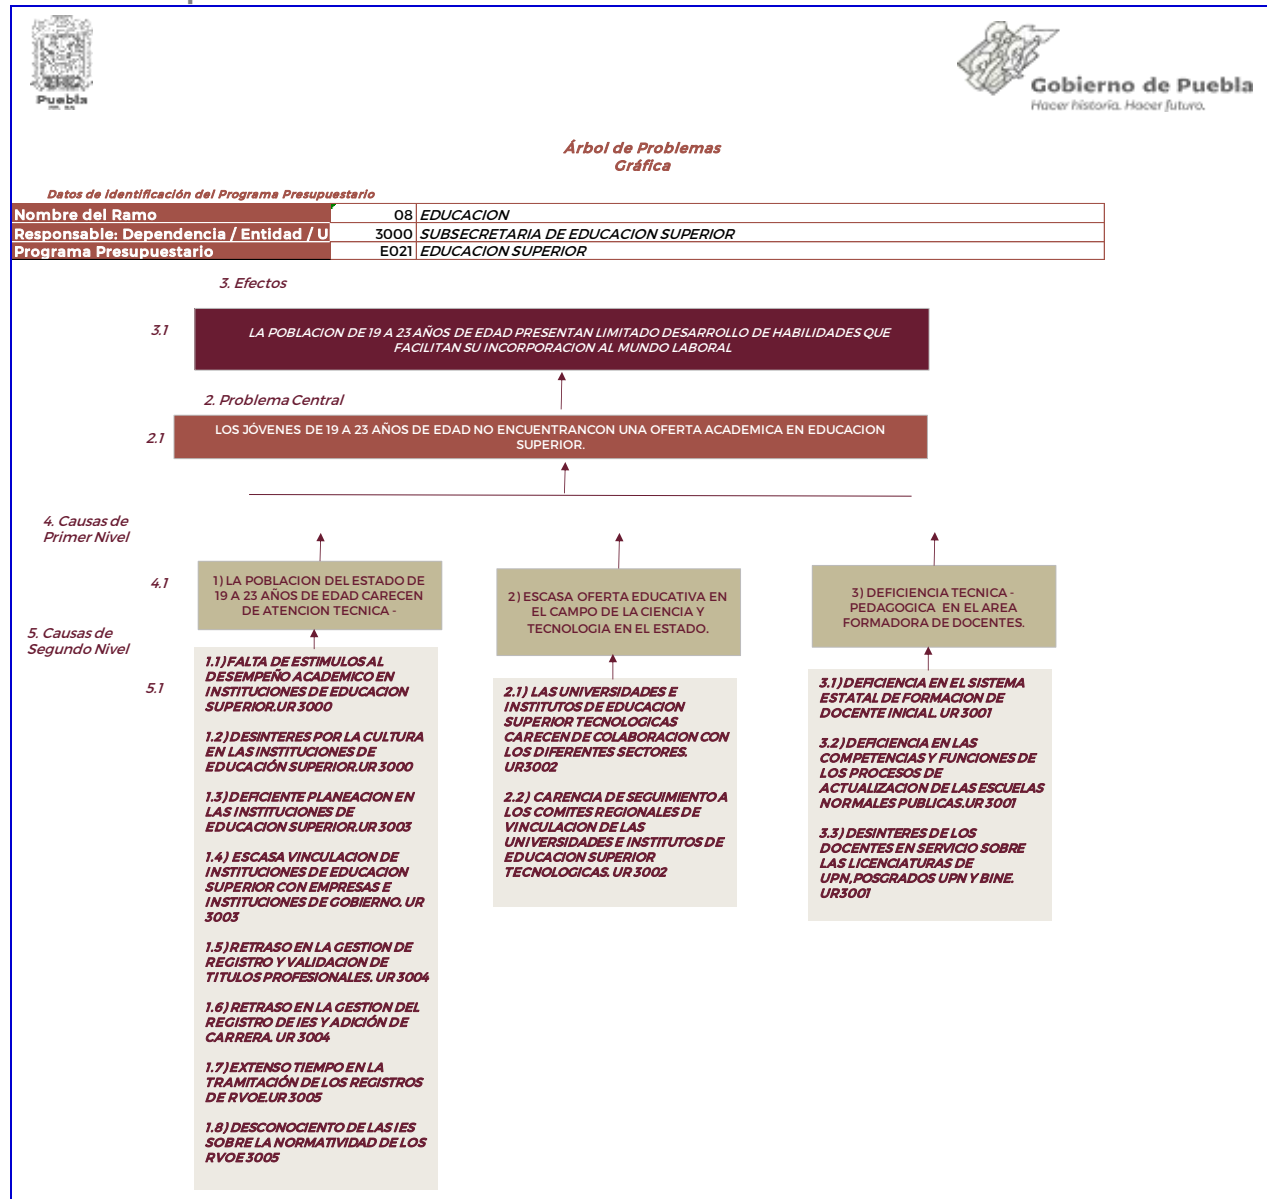 Puebla
Gobierno de Puebla
Hacer historia. Hacer futuro.
Árbol de Problemas
Gráfica
Datos de identificación del Programa Presupuestario
Nombre del Ramo 08 EDUCACION
Responsable: Dependencia / Entidad / U 3000 SUBSECRETARIA DE EDUCACION SUPERIOR
Programa Presupuestario E021 EDUCACION SUPERIOR
3. Efectos
3.1
LA POBLACION DE 19 A 23 AÑOS DE EDAD PRESENTAN LIMITADO DESARROLLO DE HABILIDADES QUE
FACILITAN SU INCORPORACION AL MUNDO LABORAL
2. Problema Central
2.1
LOS JÓVENES DE 19 A 23 AÑOS DE EDAD NO ENCUENTRANCON UNA OFERTA ACADEMICA EN EDUCACION
SUPERIOR.
4. Causas de
Primer Nivel
4.1
1) LA POBLACION DEL ESTADO DE
19 A 23 AÑOS DE EDAD CARECEN
DE ATENCION TECNICA -
2) ESCASA OFERTA EDUCATIVA EN
EL CAMPO DE LA CIENCIA Y
TECNOLOGIA EN EL ESTADO.
3) DEFICIENCIA TECNICA -
PEDAGOGICA EN EL AREA
FORMADORA DE DOCENTES.
5. Causas de
Segundo Nivel
5.1
1.1) FALTA DE ESTIMULOS AL
DESEMPEÑO ACADEMICO EN
INSTITUCIONES DE EDUCACION
SUPERIOR.UR 3000
1.2) DESINTERES POR LA CULTURA
EN LAS INSTITUCIONES DE
EDUCACIÓN SUPERIOR.UR 3000
1.3) DEFICIENTE PLANEACION EN
LAS INSTITUCIONES DE
EDUCACION SUPERIOR.UR 3003
1.4) ESCASA VINCULACION DE
INSTITUCIONES DE EDUCACION
SUPERIOR CON EMPRESAS E
INSTITUCIONES DE GOBIERNO. UR
3003
1.5) RETRASO EN LA GESTION DE
REGISTRO Y VALIDACION DE
TITULOS PROFESIONALES. UR 3004
1.6) RETRASO EN LA GESTION DEL
REGISTRO DE IES Y ADICIÓN DE
CARRERA. UR 3004
1.7) EXTENSO TIEMPO EN LA
TRAMITACIÓN DE LOS REGISTROS
DE RVOE.UR 3005
1.8) DESCONOCIENTO DE LAS IES
SOBRE LA NORMATIVIDAD DE LOS
RVOE 3005
2.1) LAS UNIVERSIDADES E
INSTITUTOS DE EDUCACION
SUPERIOR TECNOLOGICAS
CARECEN DE COLABORACION CON
LOS DIFERENTES SECTORES.
UR3002
2.2) CARENCIA DE SEGUIMIENTO A
LOS COMITES REGIONALES DE
VINCULACION DE LAS
UNIVERSIDADES E INSTITUTOS DE
EDUCACION SUPERIOR
TECNOLOGICAS. UR 3002
3.1) DEFICIENCIA EN EL SISTEMA
ESTATAL DE FORMACION DE
DOCENTE INICIAL. UR 3001
3.2) DEFICIENCIA EN LAS
COMPETENCIAS Y FUNCIONES DE
LOS PROCESOS DE
ACTUALIZACION DE LAS ESCUELAS
NORMALES PUBLICAS.UR 3001
3.3) DESINTERES DE LOS
DOCENTES EN SERVICIO SOBRE
LAS LICENCIATURAS DE
UPN,POSGRADOS UPN Y BINE.
UR3001